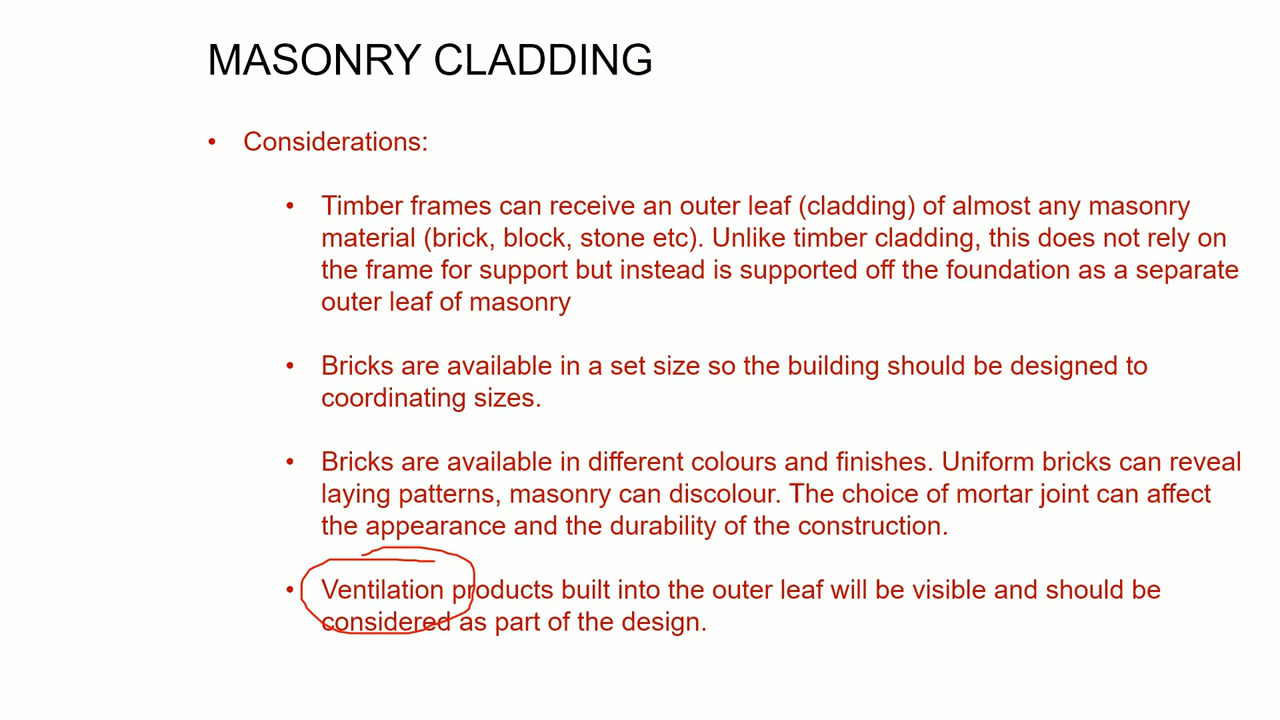 MASONRY CLADDING
• Considerations:
• Timber frames can receive an outer leaf (cladding) of almost any masonry
material (brick, block, stone etc). Unlike timber cladding, this does not rely on
the frame for support but instead is supported off the foundation as a separate
outer leaf of masonry
• Bricks are available in a set size so the building should be designed to
coordinating sizes.
• Bricks are available in different colours and finishes. Uniform bricks can reveal
laying patterns, masonry can discolour. The choice of mortar joint can affect
the appearance and the durability of the construction.
• Ventilation products built into the outer leaf will be visible and should be
considered as part of the design.